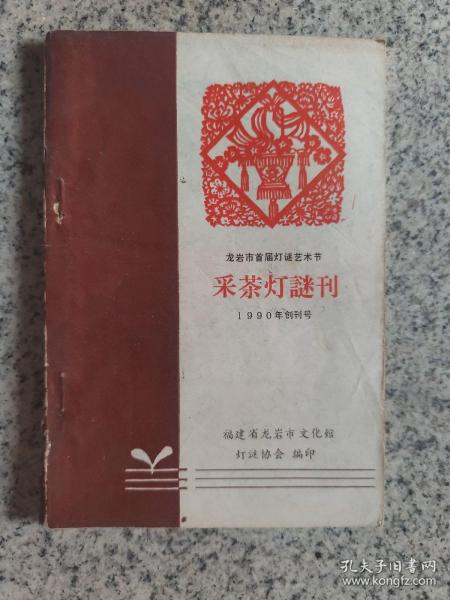 龙岩市首届灯谜艺术节
采茶灯謎刊
1990年创刊号
福建省龙岩市文化馆
灯谜协会 编印
孔夫子旧书网
www.kongfz.com